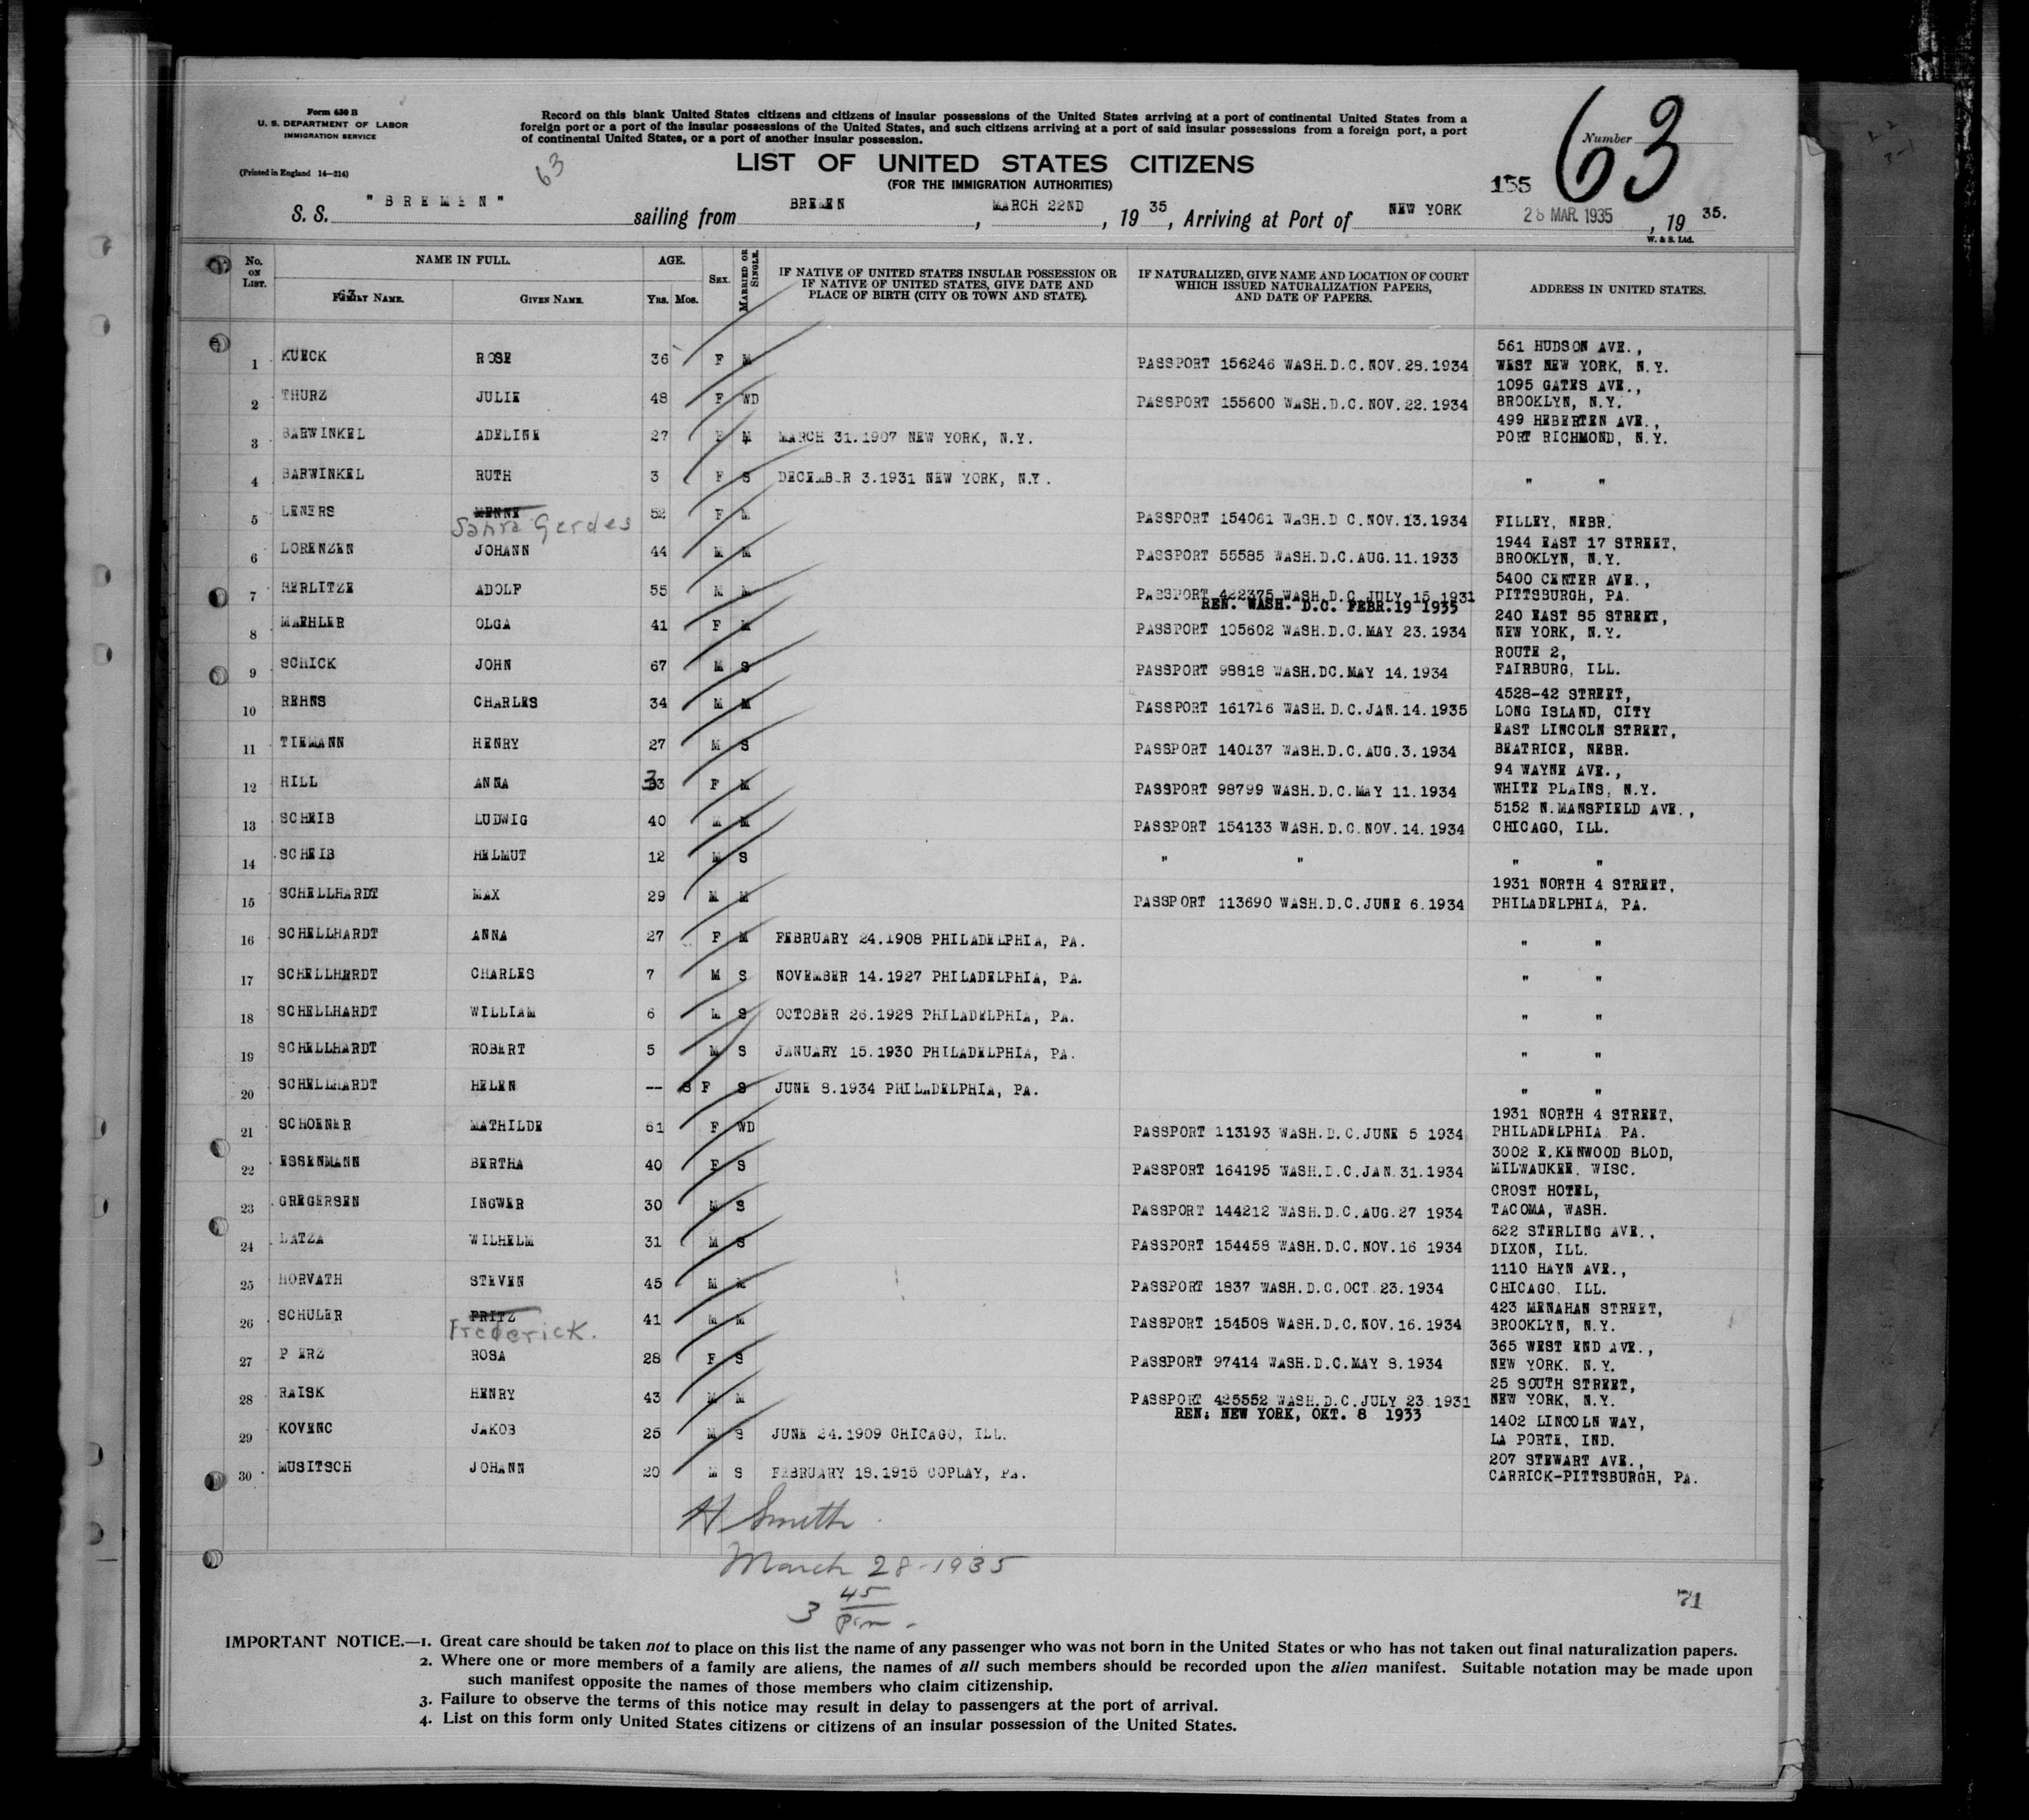 Form 630 B
U. S. DEPARTMENT OF LABOR
IMMIGRATION SERVICE
(Printed in England 14—214)
Record on this blank United States citizens and citizens of insular possessions of the United States arriving at a port of continental United States from a
foreign port or a port of the insular possessions of the United States, and such citizens arriving at a port of said insular possessions from a foreign port, a port
of continental United States, or a port of another insular possession.
63
LIST OF UNITED STATES CITIZENS
(FOR THE IMMIGRATION AUTHORITIES)
Number 63
155
S. S. "BREMEN" sailing from BREMEN, MARCH 22ND, 1935, Arriving at Port of NEW YORK 28 MAR. 1935, 1935.
W. & S. Ltd.
No. ON LIST. NAME IN FULL. AGE. SEX. MARRIED OR SINGLE. IF NATIVE OF UNITED STATES INSULAR POSSESSION OR IF NATIVE OF UNITED STATES, GIVE DATE AND PLACE OF BIRTH (CITY OR TOWN AND STATE). IF NATURALIZED, GIVE NAME AND LOCATION OF COURT WHICH ISSUED NATURALIZATION PAPERS, AND DATE OF PAPERS. ADDRESS IN UNITED STATES.
63
FAMILY NAME. GIVEN NAME. YRS. MOS.
1 KUECK ROSE 36 F M PASSPORT 156246 WASH.D.C.NOV.28.1934 561 HUDSON AVE., WEST NEW YORK, N.Y.
2 THURZ JULIE 48 F WD PASSPORT 155600 WASH.D.C.NOV.22.1934 1095 GATES AVE., BROOKLYN, N.Y.
3 BARWINKEL ADELINE 27 F M MARCH 31.1907 NEW YORK, N.Y. 499 HEBERTEN AVE., PORT RICHMOND, N.Y.
4 BARWINKEL RUTH 3 F S DECEMBER 3.1931 NEW YORK, N.Y. " "
5 LENERS MENNE Sanra Gerdes 52 F M PASSPORT 154061 WASH.D C.NOV.13.1934 FILLEY, NEBR.
6 LORENZEN JOHANN 44 M M PASSPORT 55585 WASH.D.C.AUG.11.1933 1944 EAST 17 STREET, BROOKLYN, N.Y.
7 HERLITZE ADOLF 55 M M PASSPORT 422375 WASH.D.C.JULY 15.1931 REN. WASH. D.C. FEBR.19 1935 5400 CENTER AVE., PITTSBURGH, PA.
8 MAEHLER OLGA 41 F M PASSPORT 105602 WASH.D.C.MAY 23.1934 240 EAST 85 STREET, NEW YORK, N.Y.
9 SCHICK JOHN 67 M S PASSPORT 98818 WASH.DC.MAY 14.1934 ROUTE 2, FAIRBURG, ILL.
10 REHNS CHARLES 34 M M PASSPORT 161716 WASH.D.C.JAN.14.1935 4528-42 STREET, LONG ISLAND, CITY
11 TIEMANN HENRY 27 M S PASSPORT 140137 WASH.D.C.AUG.3.1934 EAST LINCOLN STREET, BEATRICE, NEBR.
12 HILL ANNA 33 F M PASSPORT 98799 WASH.D.C.MAY 11.1934 94 WAYNE AVE., WHITE PLAINS, N.Y.
13 SCHEIB LUDWIG 40 M M PASSPORT 154133 WASH.D.C.NOV.14.1934 5152 N.MANSFIELD AVE., CHICAGO, ILL.
14 SCHEIB HELMUT 12 M S " " " "
15 SCHELLHARDT MAX 29 M M PASSPORT 113690 WASH.D.C.JUNE 6.1934 1931 NORTH 4 STREET, PHILADELPHIA, PA.
16 SCHELLHARDT ANNA 27 F M FEBRUARY 24.1908 PHILADELPHIA, PA. " "
17 SCHELLHERDT CHARLES 7 M S NOVEMBER 14.1927 PHILADELPHIA, PA. " "
18 SCHELLHARDT WILLIAM 6 M S OCTOBER 26.1928 PHILADELPHIA, PA. " "
19 SCHELLHARDT ROBERT 5 M S JANUARY 15.1930 PHILADELPHIA, PA. " "
20 SCHELLHARDT HELEN -- 8 F S JUNE 8.1934 PHILADELPHIA, PA. " "
21 SCHOENER MATHILDE 61 F WD PASSPORT 113193 WASH.D.C.JUNE 5 1934 1931 NORTH 4 STREET, PHILADELPHIA PA.
22 ESSENMANN BERTHA 40 F S PASSPORT 164195 WASH.D.C.JAN.31.1934 3002 E.KENWOOD BLOD, MILWAUKEE, WISC.
23 GREGERSEN INGWER 30 M S PASSPORT 144212 WASH.D.C.AUG.27 1934 CROST HOTEL, TACOMA, WASH.
24 LATZA WILHELM 31 M S PASSPORT 154458 WASH.D.C.NOV.16 1934 622 STERLING AVE., DIXON, ILL.
25 HORVATH STEVEN 45 M M PASSPORT 1837 WASH.D.C.OCT.23.1934 1110 HAYN AVE., CHICAGO, ILL.
26 SCHULER FRITZ Frederick. 41 M M PASSPORT 154508 WASH.D.C.NOV.16.1934 423 MENAHAN STREET, BROOKLYN, N.Y.
27 P ERZ ROSA 28 F S PASSPORT 97414 WASH.D.C.MAY 8.1934 365 WEST END AVE., NEW YORK. N.Y.
28 RAISK HENRY 43 M M PASSPORT 425552 WASH.D.C.JULY 23 1931 REN. NEW YORK, OKT. 8 1933 25 SOUTH STREET, NEW YORK, N.Y.
29 KOVENC JAKOB 25 M S JUNE 24.1909 CHICAGO, ILL. 1402 LINCOLN WAY, LA PORTE, IND.
30 MUSITSCH JOHANN 20 M S FEBRUARY 18.1915 COPLAY, PA. 207 STEWART AVE., CARRICK-PITTSBURGH, PA.
H Smith
March 28-1935
3 45 pm -
71
IMPORTANT NOTICE.—1. Great care should be taken not to place on this list the name of any passenger who was not born in the United States or who has not taken out final naturalization papers.
2. Where one or more members of a family are aliens, the names of all such members should be recorded upon the alien manifest. Suitable notation may be made upon
such manifest opposite the names of those members who claim citizenship.
3. Failure to observe the terms of this notice may result in delay to passengers at the port of arrival.
4. List on this form only United States citizens or citizens of an insular possession of the United States.